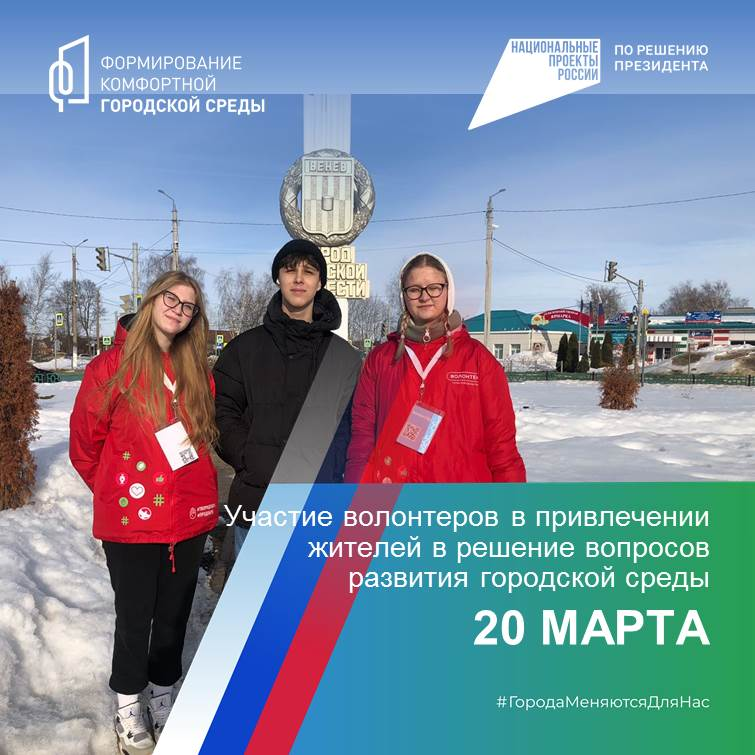 ФОРМИРОВАНИЕ
КОМФОРТНОЙ
ГОРОДСКОЙ СРЕДЫ
НАЦИОНАЛЬНЫЕ
ПРОЕКТЫ
РОССИИ
ПО РЕШЕНИЮ
ПРЕЗИДЕНТА
ВЕНЕВ
Участие волонтеров в привлечении
жителей в решение вопросов
развития городской среды
20 МАРТА
#ГородаМеняютсяДляНас